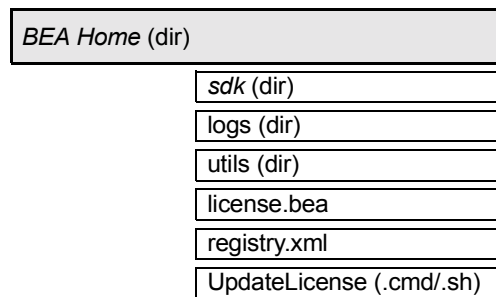 BEA Home (dir)
sdk (dir)
logs (dir)
utils (dir)
license.bea
registry.xml
UpdateLicense (.cmd/.sh)